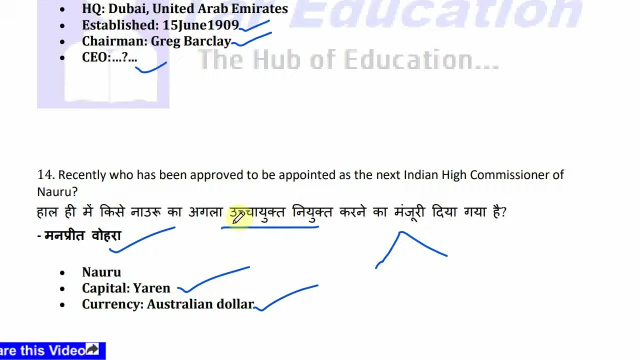 • HQ: Dubai, United Arab Emirates
• Established: 15June1909
• Chairman: Greg Barclay
• CEO:...?...
The Hub of Education...
14. Recently who has been approved to be appointed as the next Indian High Commissioner of
Nauru?
हाल ही में किसे नाउरू का अगला उच्चायुक्त नियुक्त करने का मंजूरी दिया गया है?
- मनप्रीत वोहरा
• Nauru
• Capital: Yaren
• Currency: Australian dollar
are this Video